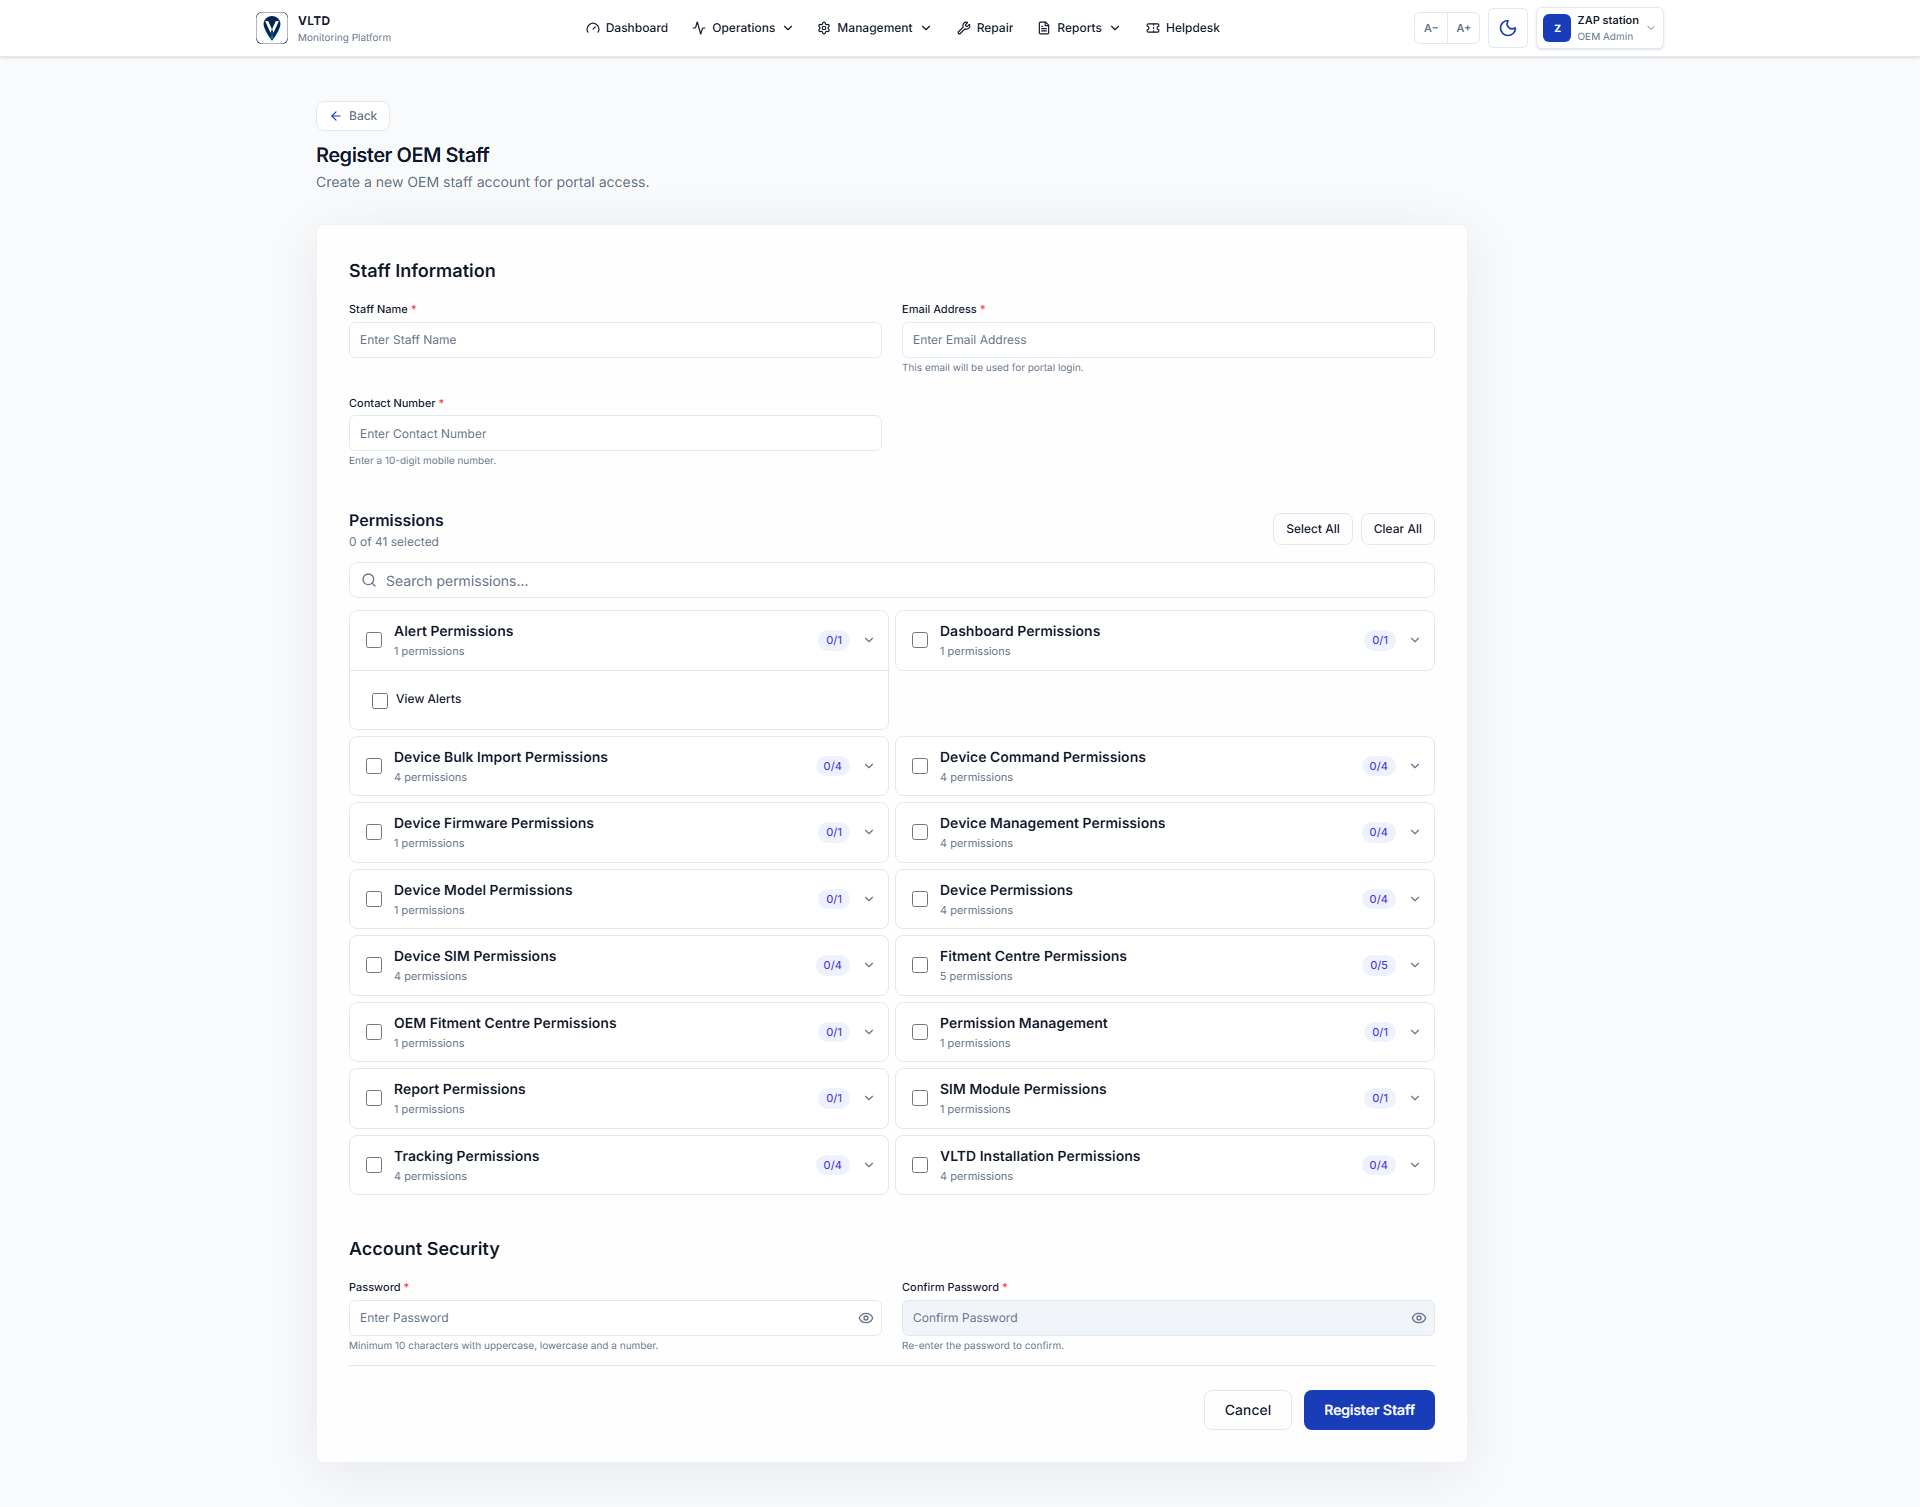 VLTD
Monitoring Platform
Dashboard
Operations
Management
Repair
Reports
Helpdesk
A-
A+
Z
ZAP station
OEM Admin
Back
Register OEM Staff
Create a new OEM staff account for portal access.
Staff Information
Staff Name *
Email Address *
Enter Staff Name
Enter Email Address
This email will be used for portal login.
Contact Number *
Enter Contact Number
Enter a 10-digit mobile number.
Permissions
0 of 41 selected
Select All
Clear All
Search permissions...
Alert Permissions
1 permissions
0/1
Dashboard Permissions
1 permissions
0/1
View Alerts
Device Bulk Import Permissions
4 permissions
0/4
Device Command Permissions
4 permissions
0/4
Device Firmware Permissions
1 permissions
0/1
Device Management Permissions
4 permissions
0/4
Device Model Permissions
1 permissions
0/1
Device Permissions
4 permissions
0/4
Device SIM Permissions
4 permissions
0/4
Fitment Centre Permissions
5 permissions
0/5
OEM Fitment Centre Permissions
1 permissions
0/1
Permission Management
1 permissions
0/1
Report Permissions
1 permissions
0/1
SIM Module Permissions
1 permissions
0/1
Tracking Permissions
4 permissions
0/4
VLTD Installation Permissions
4 permissions
0/4
Account Security
Password *
Confirm Password *
Enter Password
Confirm Password
Minimum 10 characters with uppercase, lowercase and a number.
Re-enter the password to confirm.
Cancel
Register Staff